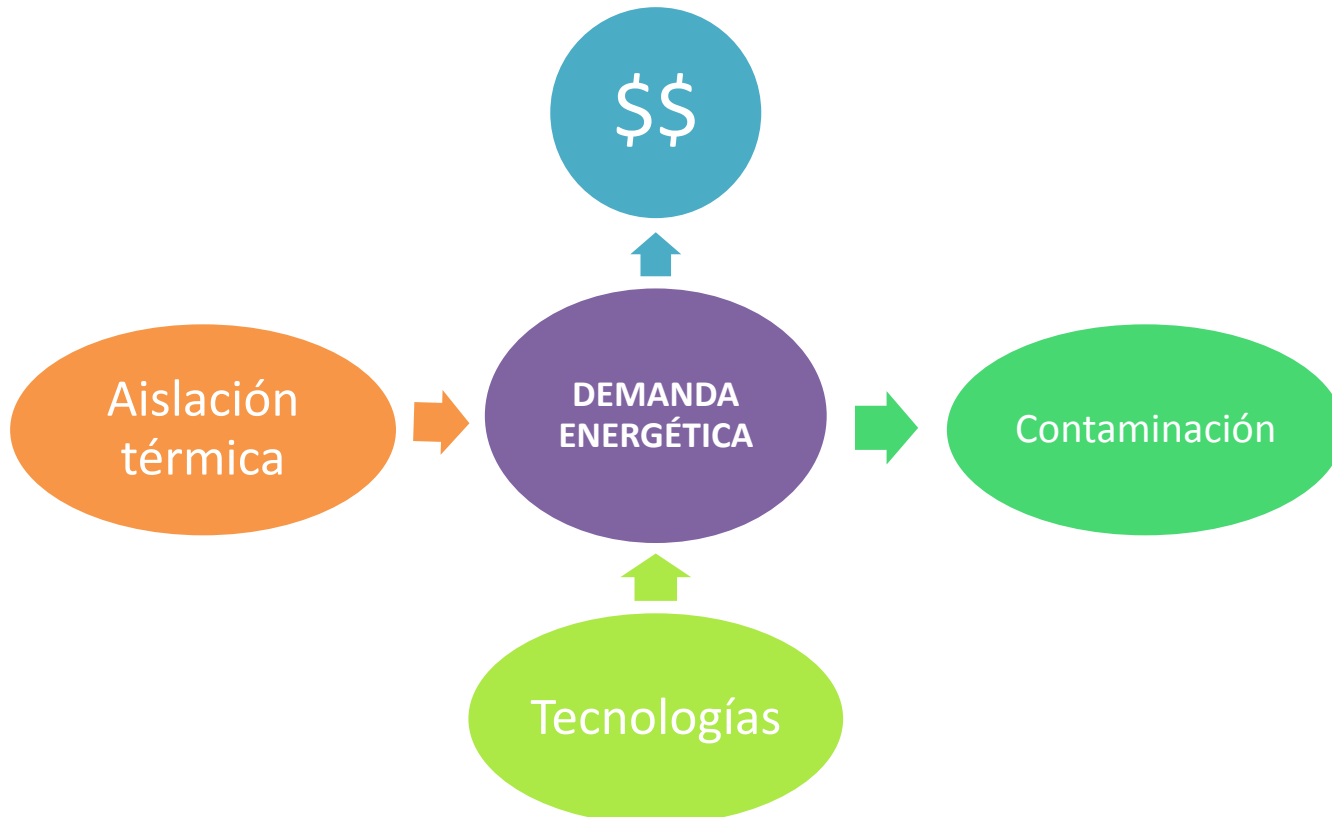 $$
Aislación
térmica
DEMANDA
ENERGÉTICA
Contaminación
Tecnologías